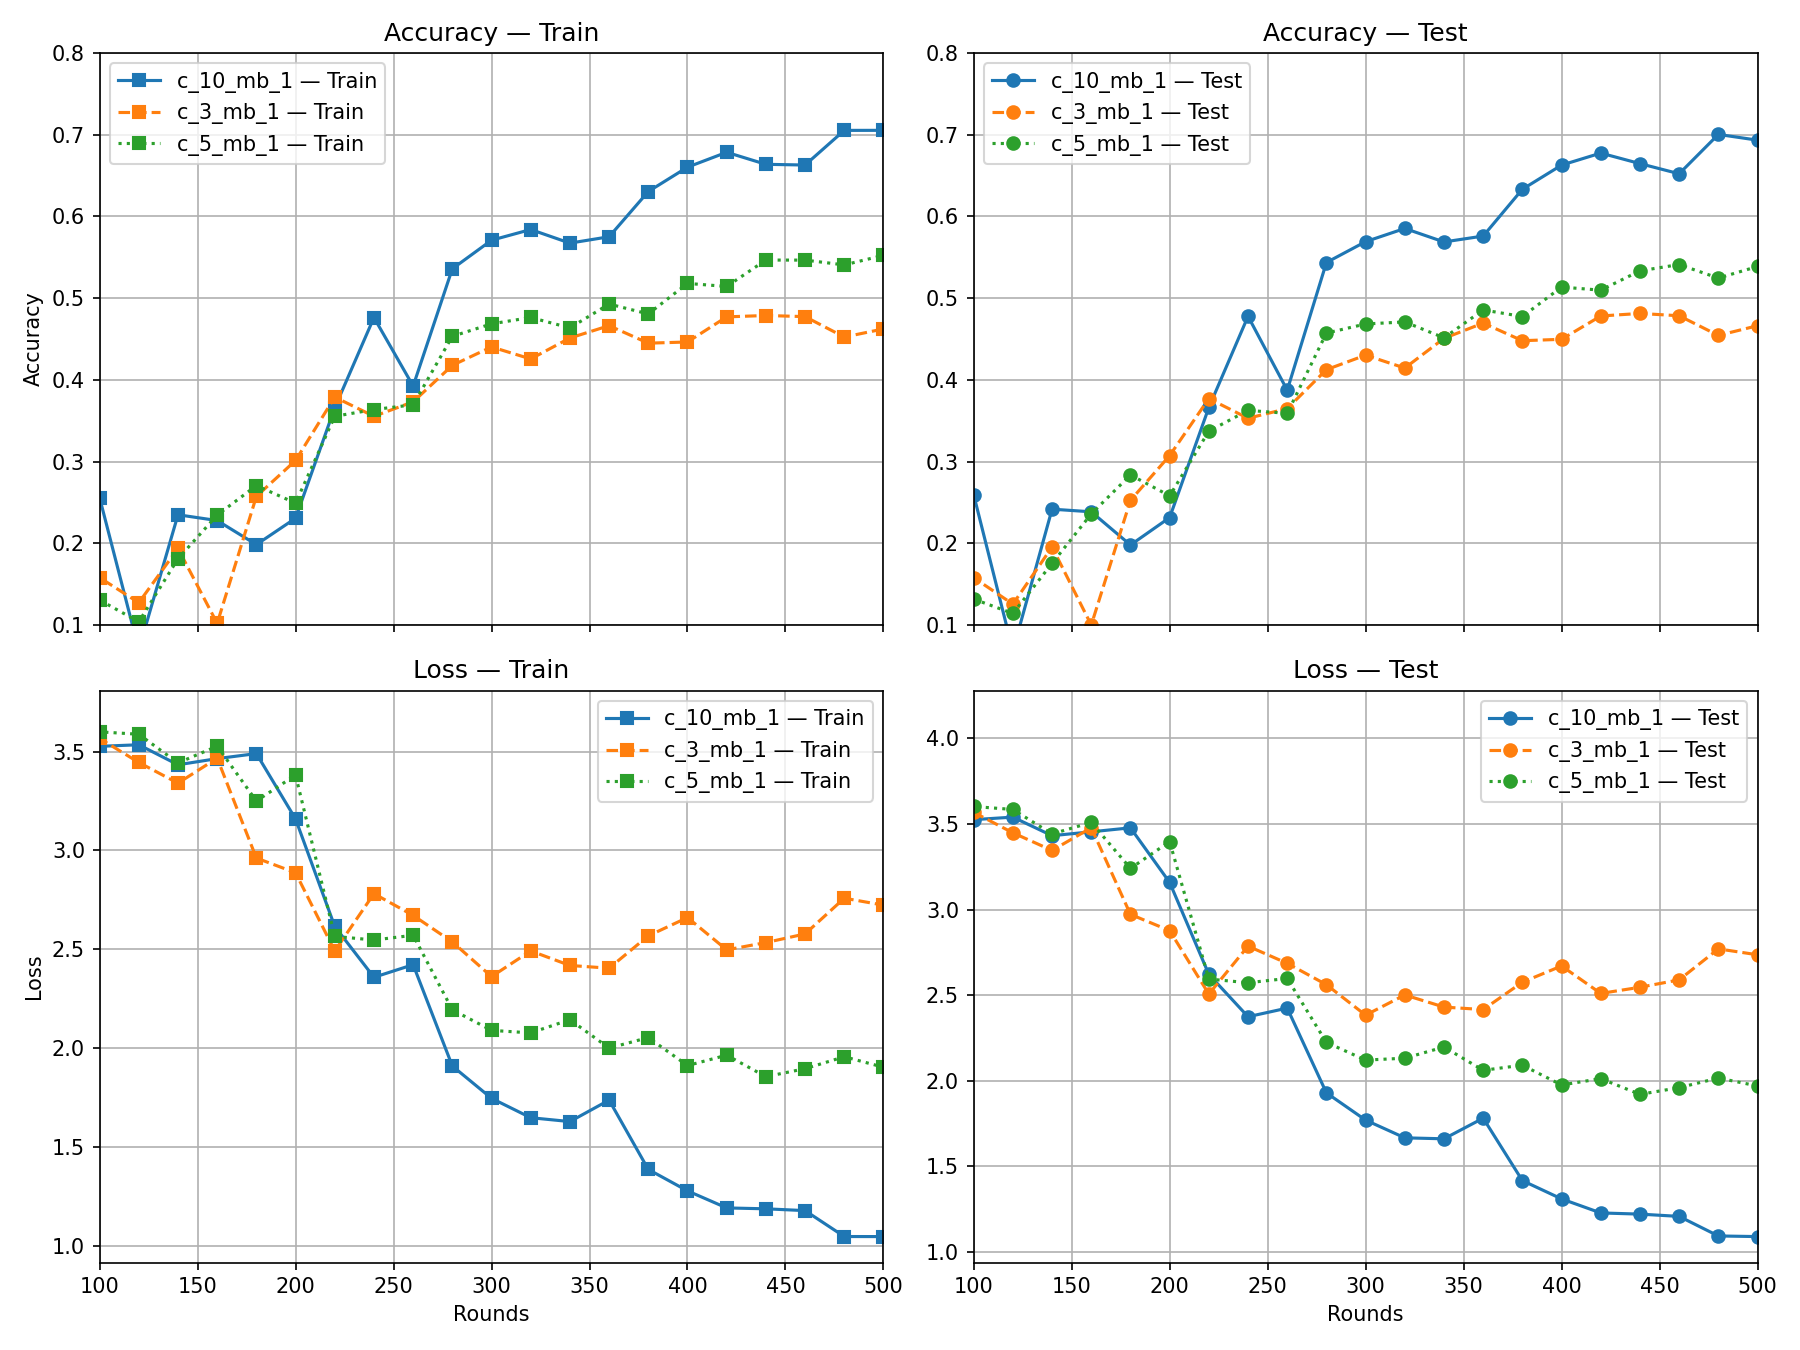 Accuracy — Train
0.8
0.7
0.6
0.5
0.4
0.3
0.2
0.1
Accuracy
c_10_mb_1 — Train
c_3_mb_1 — Train
c_5_mb_1 — Train
Accuracy — Test
0.8
0.7
0.6
0.5
0.4
0.3
0.2
0.1
c_10_mb_1 — Test
c_3_mb_1 — Test
c_5_mb_1 — Test
Loss — Train
3.5
3.0
2.5
2.0
1.5
1.0
Loss
c_10_mb_1 — Train
c_3_mb_1 — Train
c_5_mb_1 — Train
100 150 200 250 300 350 400 450 500
Rounds
Loss — Test
4.0
3.5
3.0
2.5
2.0
1.5
1.0
c_10_mb_1 — Test
c_3_mb_1 — Test
c_5_mb_1 — Test
100 150 200 250 300 350 400 450 500
Rounds